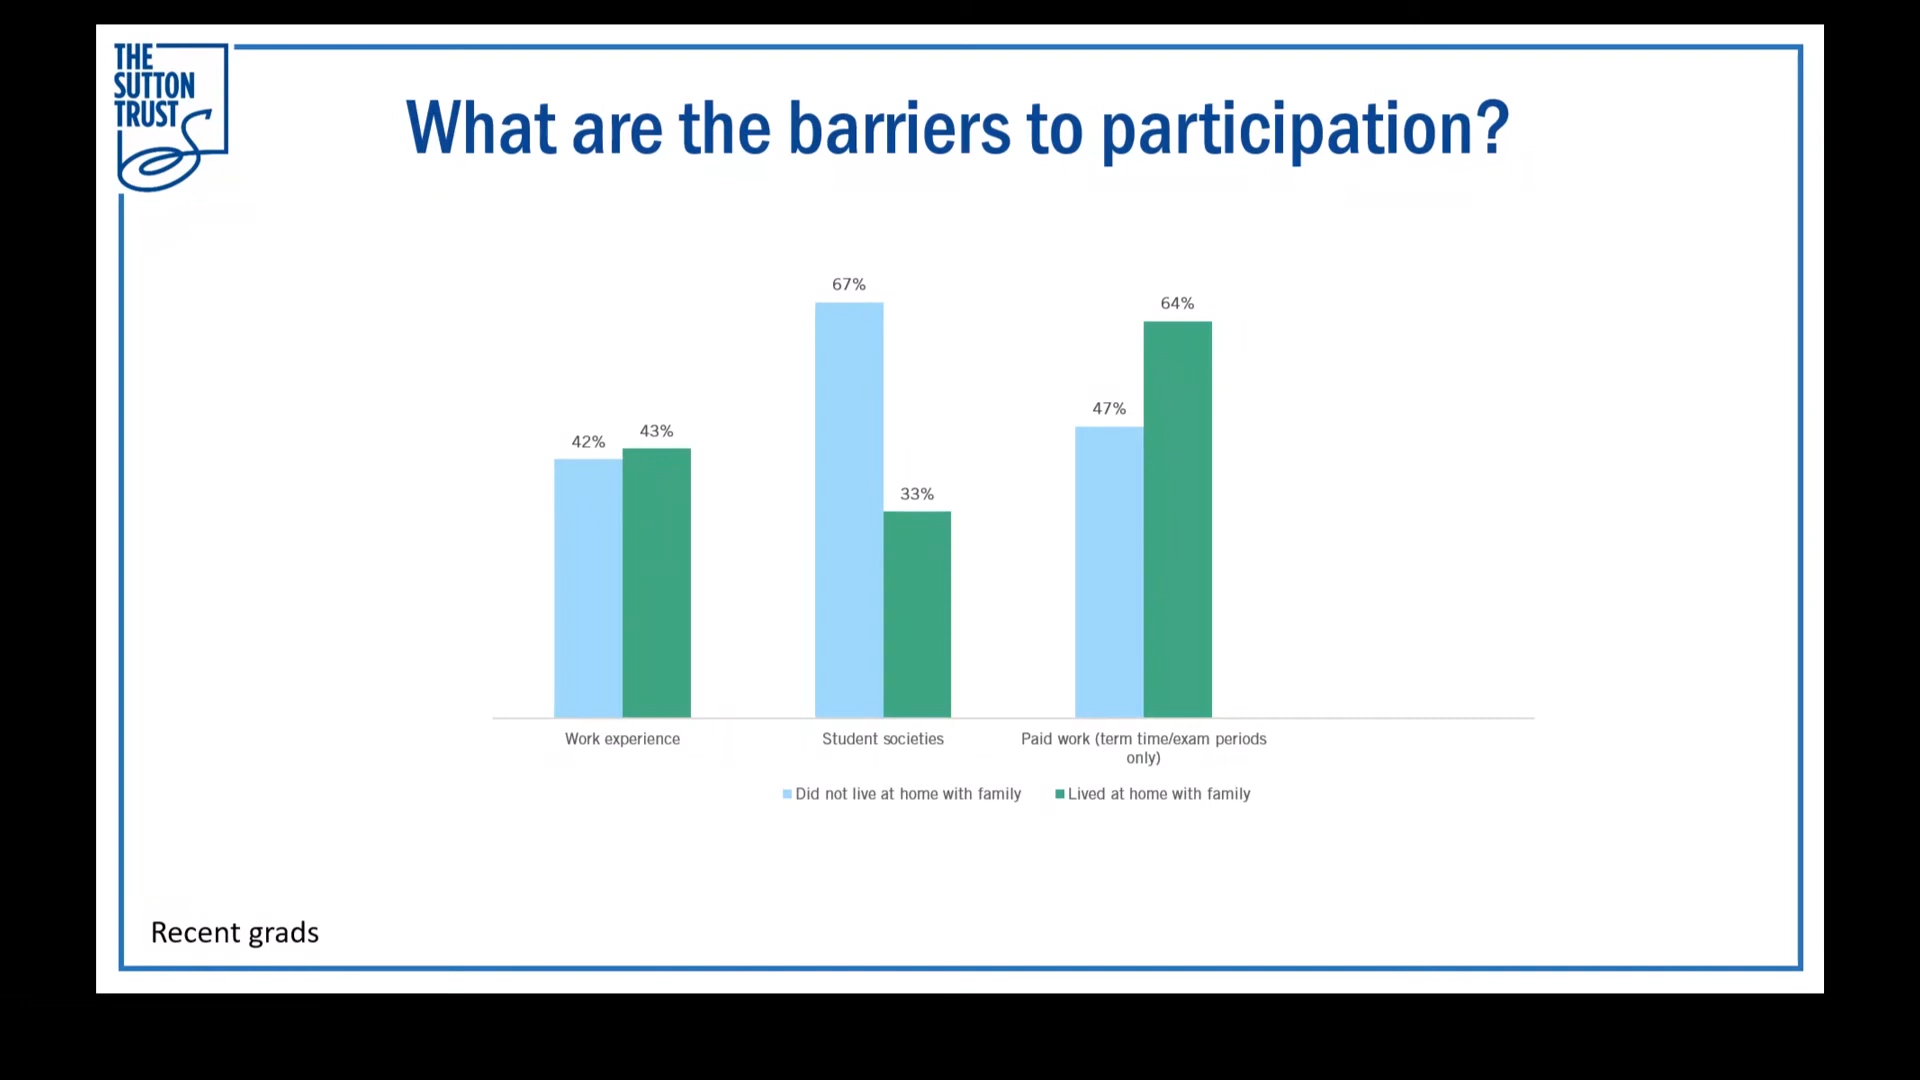 THE
SUTTON
TRUST
What are the barriers to participation?
67%
64%
47%
42%
43%
33%
Work experience
Student societies
Paid work (term time/exam periods
only)
Did not live at home with family
Lived at home with family
Recent grads